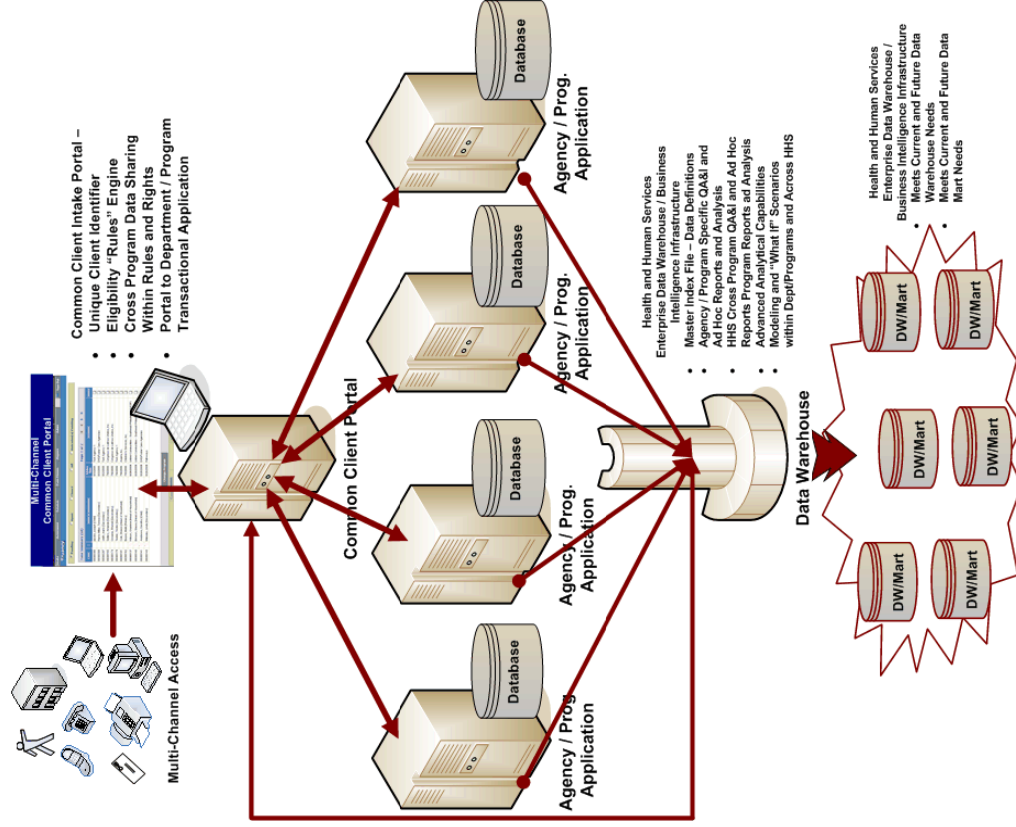 Multi-Channel
Common Client Portal
Multi-Channel Access
Common Client Intake Portal –
• Unique Client Identifier
• Eligibility “Rules” Engine
• Cross Program Data Sharing
Within Rules and Rights
• Portal to Department / Program
Transactional Application
Common Client Portal
Database
Agency / Prog.
Application
Database
Agency / Prog.
Application
Database
Agency / Prog.
Application
Database
Agency / Prog.
Application
Health and Human Services
Enterprise Data Warehouse / Business
Intelligence Infrastructure
• Master Index File – Data Definitions
• Agency / Program Specific QA&I and
Ad Hoc Reports and Analysis
• HHS Cross Program QA&I and Ad Hoc
Reports Program Reports ad Analysis
• Advanced Analytical Capabilities
• Modeling and “What If” Scenarios
within Dept/Programs and Across HHS
Data Warehouse
Health and Human Services
Enterprise Data Warehouse /
Business Intelligence Infrastructure
• Meets Current and Future Data
Warehouse Needs
• Meets Current and Future Data
Mart Needs
DW/Mart
DW/Mart
DW/Mart
DW/Mart
DW/Mart
DW/Mart